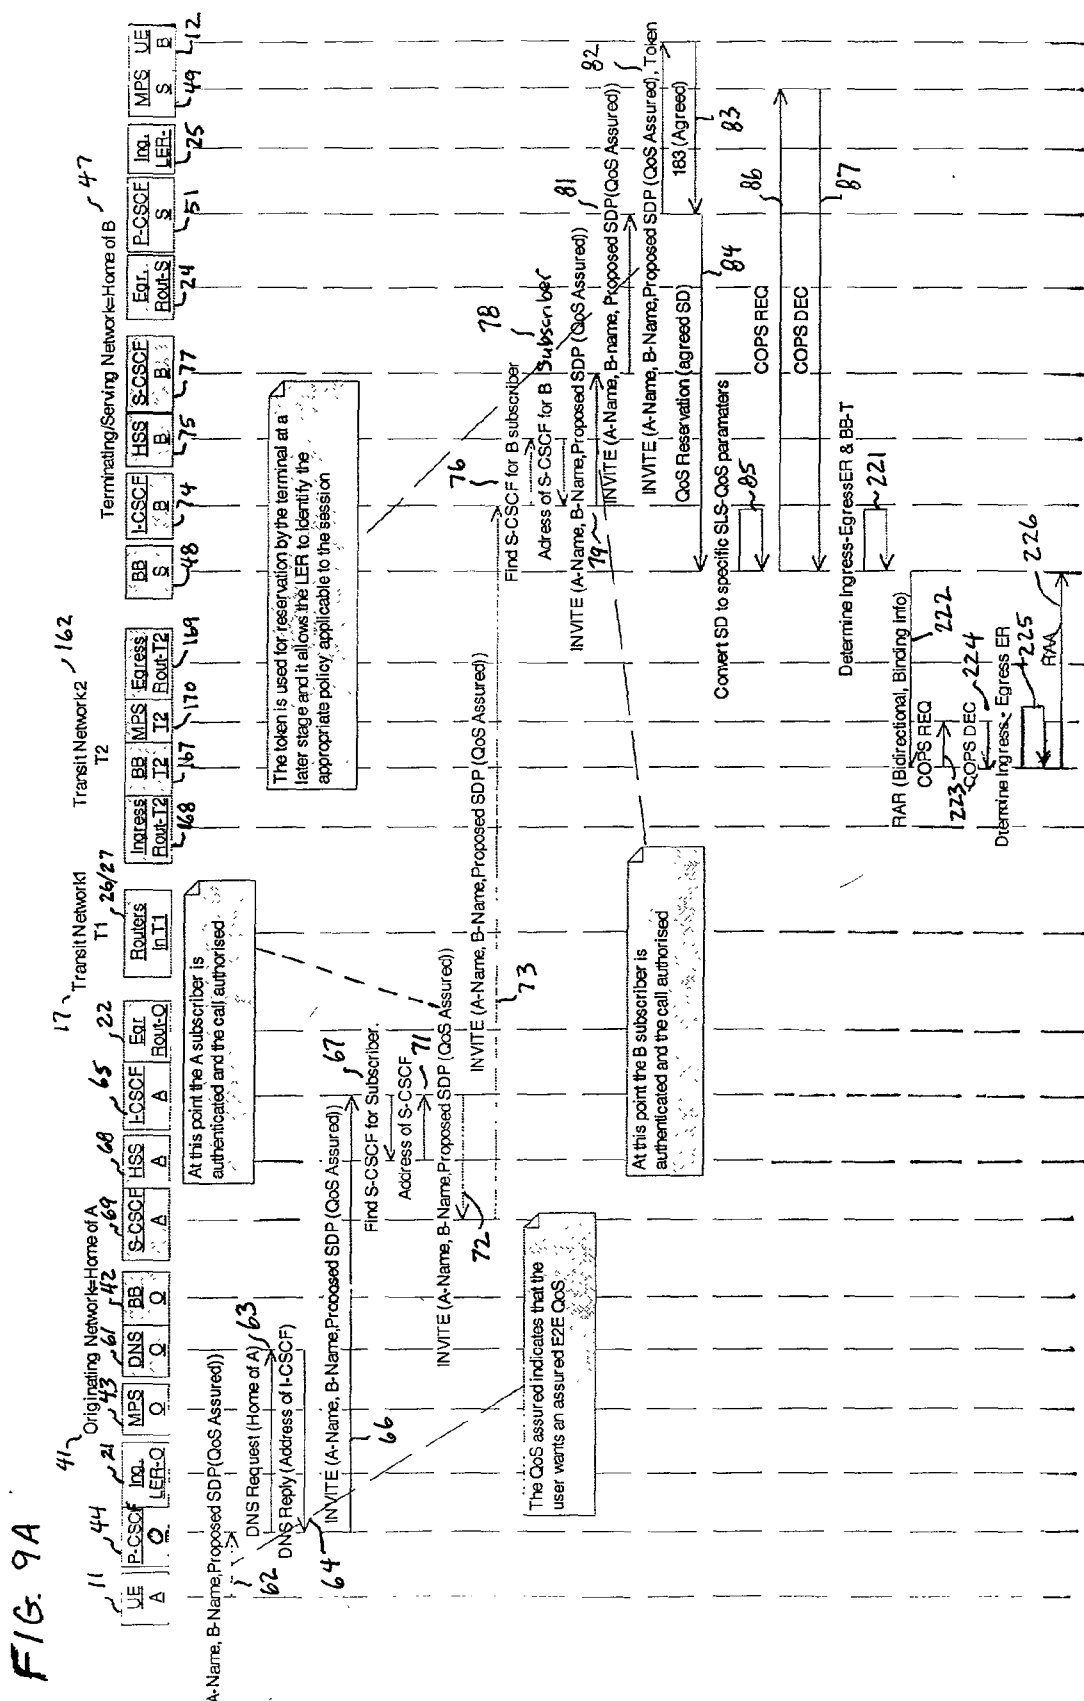 FIG. 9A
41
Originating Network=Home of A
17
Transit Network1
T1
Transit Network2
162
T2
Terminating/Serving Network=Home of B
47
11
44
21
43
61
42
69
68
65
22
26/27
168
167
170
169
48
74
75
77
24
51
25
49
12
UE
A
P-CSCF
O
Ing.
LER-O
MPS
O
DNS
O
BB
O
S-CSCF
A
HSS
A
I-CSCF
A
Egr
Rout-O
Routers
In T1
Ingress
Rout-T2
BB
T2
MPS
T2
Egress
Rout-T2
BB
S
I-CSCF
B
HSS
B
S-CSCF
B
Egr.
Rout-S
P-CSCF
S
Ing.
LER-
MPS
S
UE
B
A-Name, B-Name,Proposed SDP(QoS Assured))
62
DNS Request (Home of A)
63
DNS Reply (Address of I-CSCF)
64
INVITE (A-Name, B-Name,Proposed SDP (QoS Assured))
66
67
Find S-CSCF for Subscriber.
Address of S-CSCF
71
INVITE (A-Name, B-Name,Proposed SDP (QoS Assured))
72
INVITE (A-Name, B-Name,Proposed SDP (QoS Assured))
73
At this point the A subscriber is
authenticated and the call authorised
The QoS assured indicates that the
user wants an assured E2E QoS
The token is used for reservation by the terminal at a
later stage and it allows the LER to identify the
appropriate policy applicable to the session
At this point the B subscriber is
authenticated and the call authorised
76
Find S-CSCF for B subscriber
78
Adress of S-CSCF for B Subscriber
INVITE (A-Name, B-Name,Proposed SDP (QoS Assured))
79
81
INVITE (A-Name, B-name, Proposed SDP(QoS Assured))
82
INVITE (A-Name, B-Name,Proposed SDP (QoS Assured), Token
183 (Agreed)
83
QoS Reservation (agreed SD)
84
Convert SD to specific SLS-QoS paramaters
85
COPS REQ
86
COPS DEC
87
Determine Ingress-EgressER & BB-T
221
RAR (Bidirectional, Binding Info)
222
COPS REQ
223
COPS DEC
224
Dtermine Ingress - Egress ER
225
RAA
226